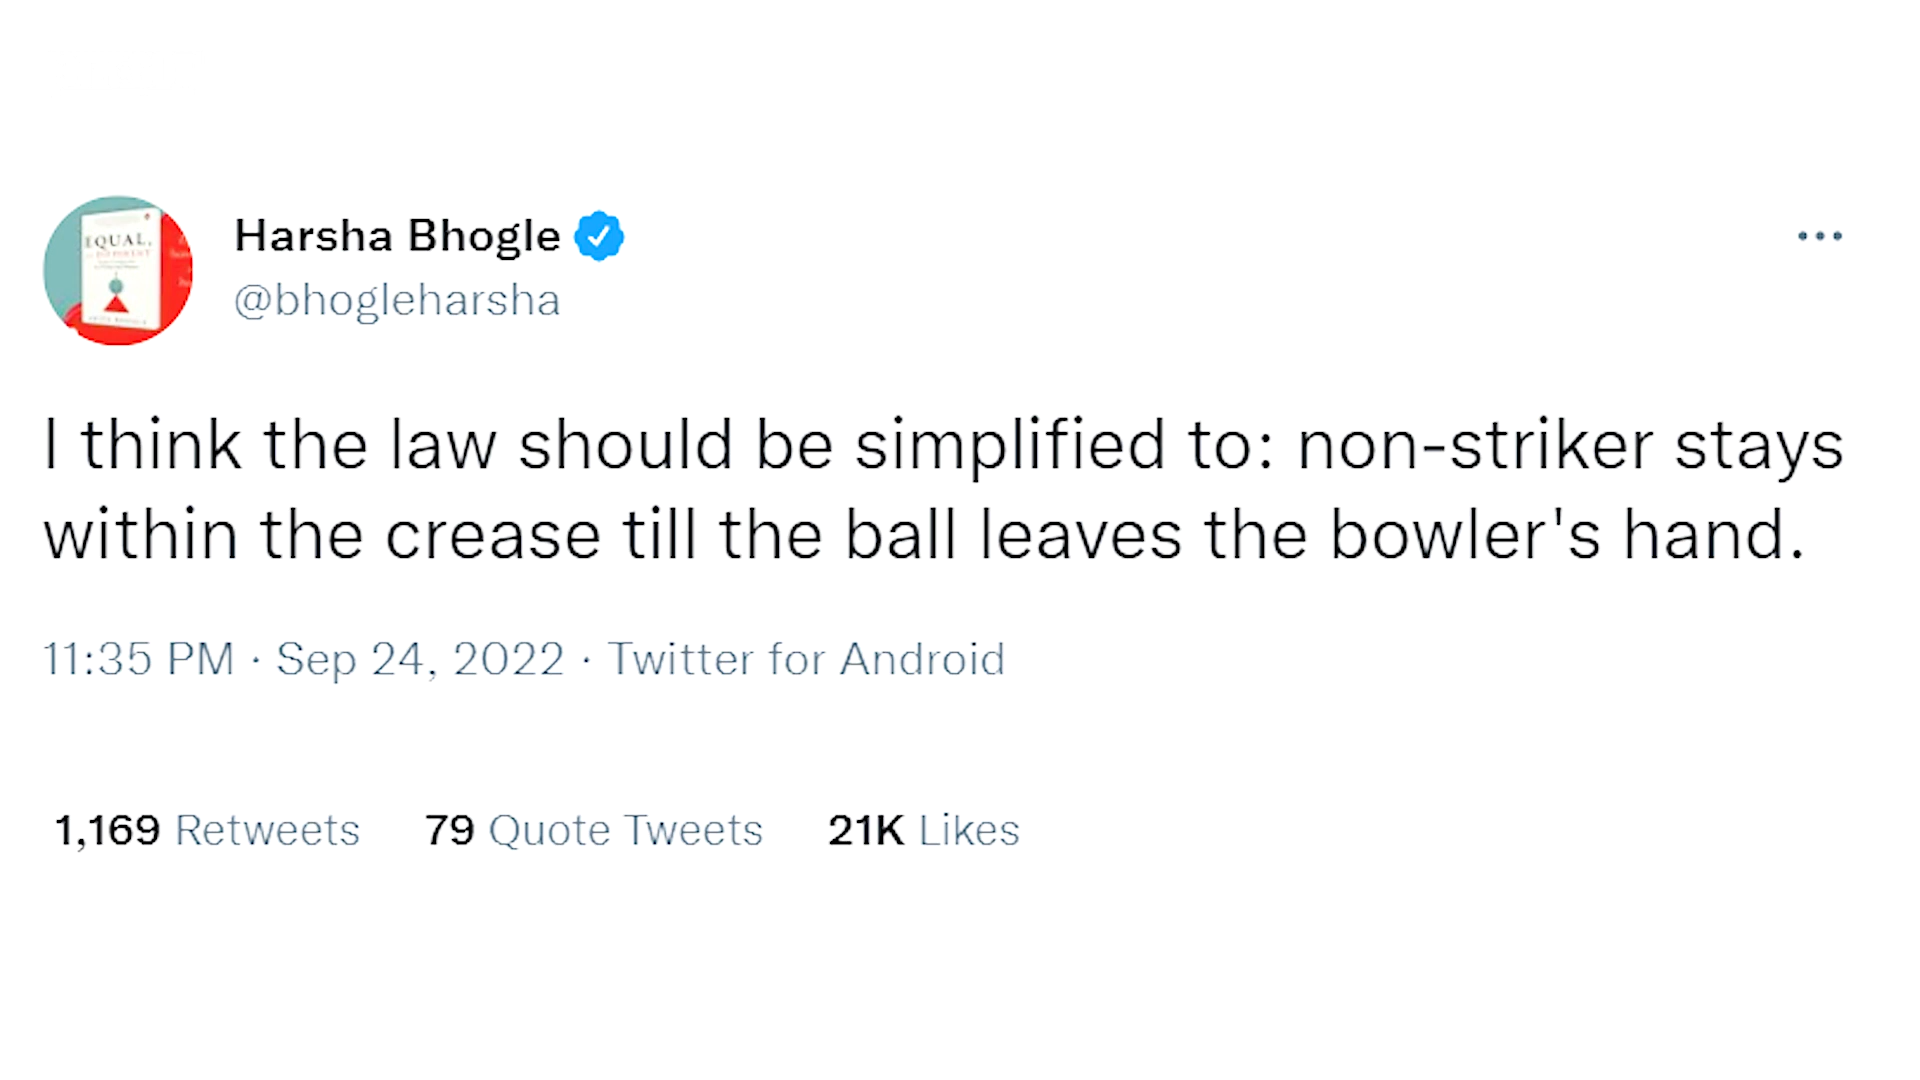 EQUAL,
Harsha Bhogle
@bhogleharsha
I think the law should be simplified to: non-striker stays
within the crease till the ball leaves the bowler's hand.
11:35 PM · Sep 24, 2022 · Twitter for Android
1,169 Retweets 79 Quote Tweets 21K Likes